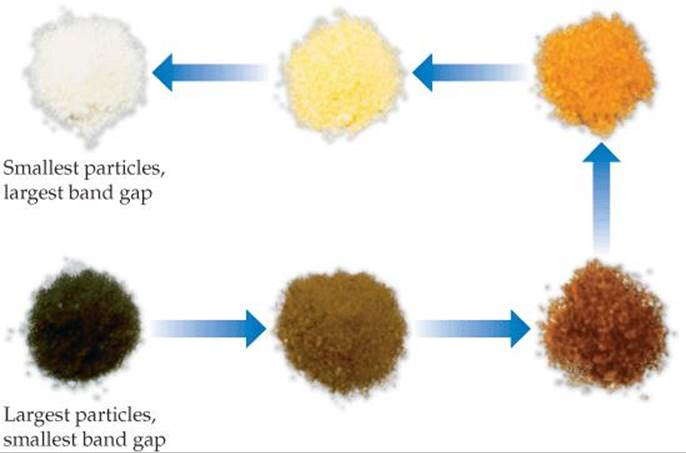 Smallest particles,
largest band gap
Largest particles,
smallest band gap